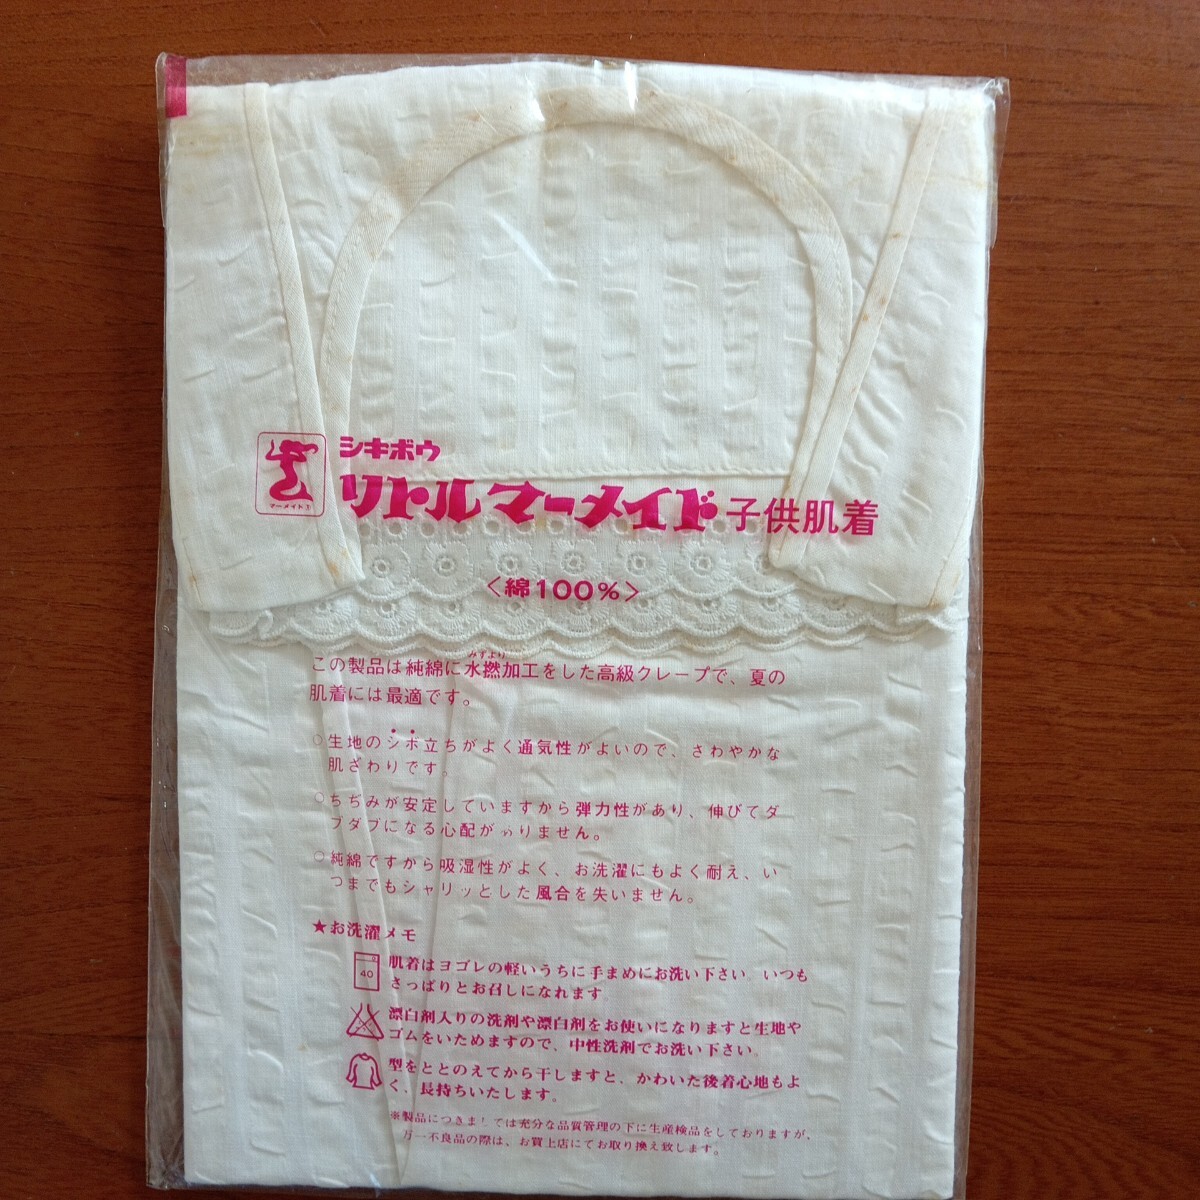 シキボウ
リトルマーメイド子供肌着
マーメイド
〈綿100%〉
みずより
この製品は純綿に水撚加工をした高級クレープで、夏の
肌着には最適です。
○生地のシボ立ちがよく通気性がよいので、さわやかな
肌ざわりです。
○ちぢみが安定していますから弾力性があり、伸びてダ
ブダブになる心配がありません。
○純綿ですから吸湿性がよく、お洗濯にもよく耐え、い
つまでもシャリッとした風合を失いません。
★お洗濯メモ
40
肌着はヨゴレの軽いうちに手まめにお洗い下さい。いつも
さっぱりとお召しになれます。
漂白剤入りの洗剤や漂白剤をお使いになりますと生地や
ゴムをいためますので、中性洗剤でお洗い下さい。
型をととのえてから干しますと、かわいた後着心地もよ
く、長持ちいたします。
※製品につきましては充分な品質管理の下に生産検品をしておりますが、
万一不良品の際は、お買上店にてお取り換え致します。